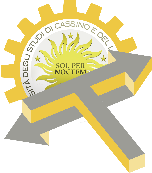 SITÀ DEGLI STUDI DI CASSINO E DEL
SOL PER
NOCTEM